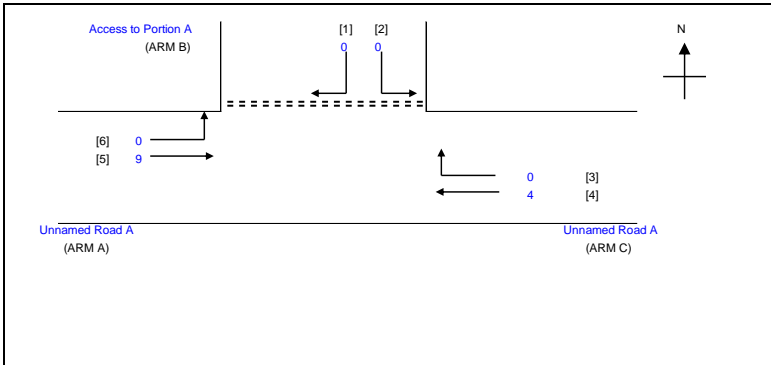 Access to Portion A [1] [2] N
(ARM B) 0 0
[6] 0
[5] 9
0 [3]
4 [4]
Unnamed Road A Unnamed Road A
(ARM A) (ARM C)